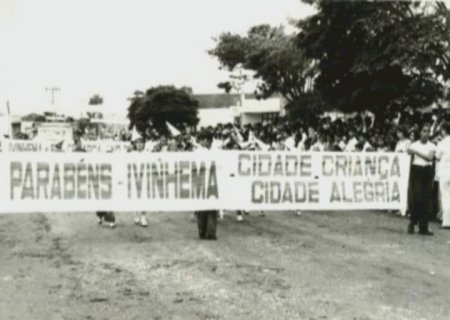 PARABÉNS - IVINHEMA - CIDADE CRIANÇA
CIDADE ALEGRIA